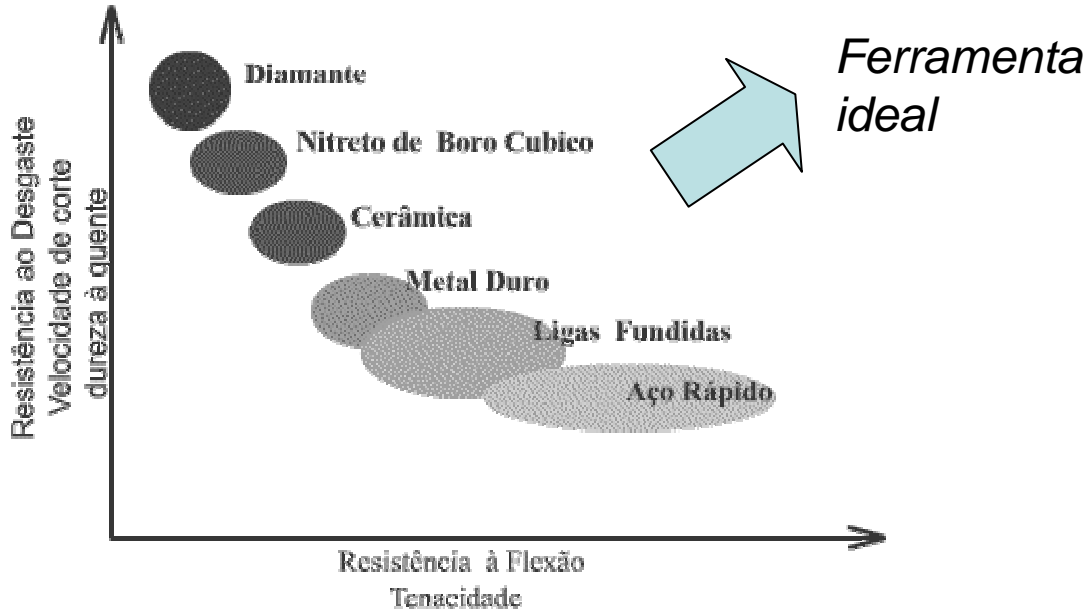 Diamante
Ferramenta
ideal
Nitreto de Boro Cubico
Cerâmica
Metal Duro
Ligas Fundidas
Aço Rápido
Resistência ao Desgaste
Velocidade de corte
dureza à quente
Resistência à Flexão
Tenacidade